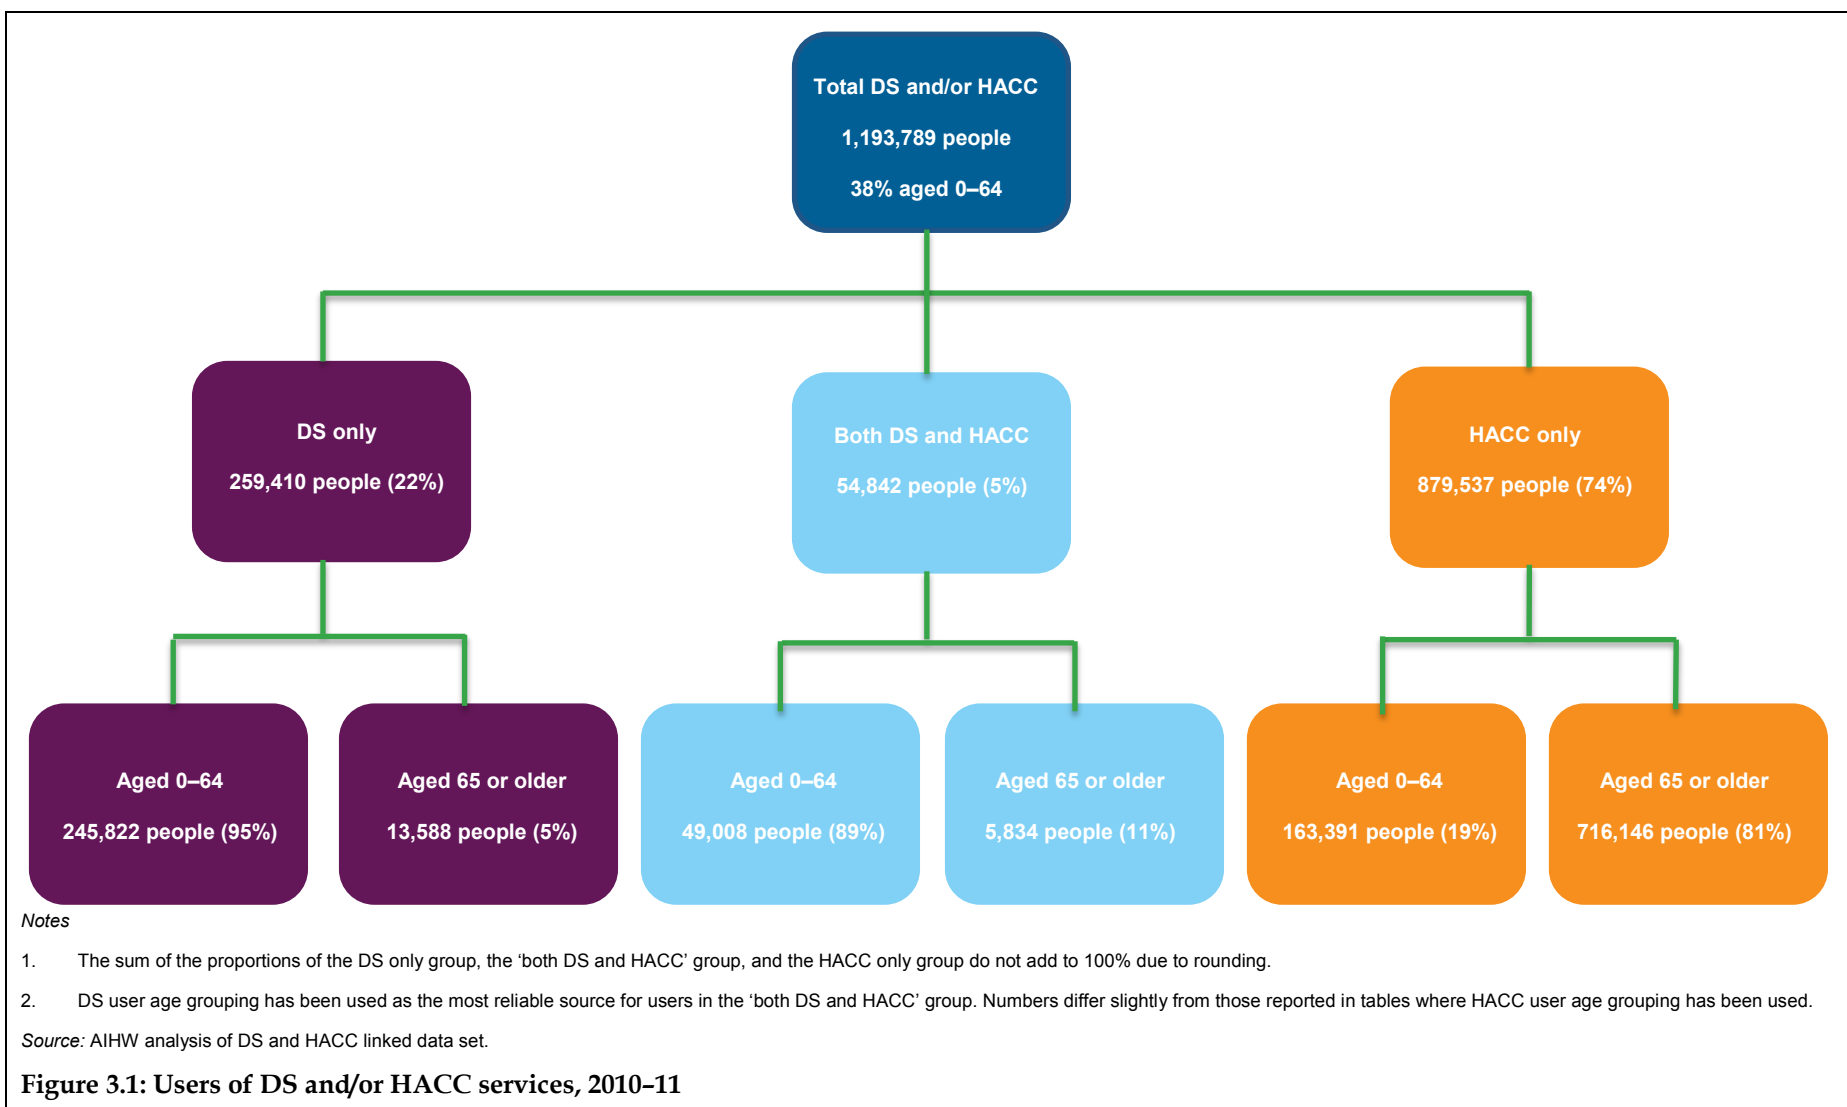 Total DS and/or HACC
1,193,789 people
38% aged 0–64
DS only
259,410 people (22%)
Both DS and HACC
54,842 people (5%)
HACC only
879,537 people (74%)
Aged 0–64
245,822 people (95%)
Aged 65 or older
13,588 people (5%)
Aged 0–64
49,008 people (89%)
Aged 65 or older
5,834 people (11%)
Aged 0–64
163,391 people (19%)
Aged 65 or older
716,146 people (81%)
Notes
1. The sum of the proportions of the DS only group, the ‘both DS and HACC’ group, and the HACC only group do not add to 100% due to rounding.
2. DS user age grouping has been used as the most reliable source for users in the ‘both DS and HACC’ group. Numbers differ slightly from those reported in tables where HACC user age grouping has been used.
Source: AIHW analysis of DS and HACC linked data set.
Figure 3.1: Users of DS and/or HACC services, 2010–11